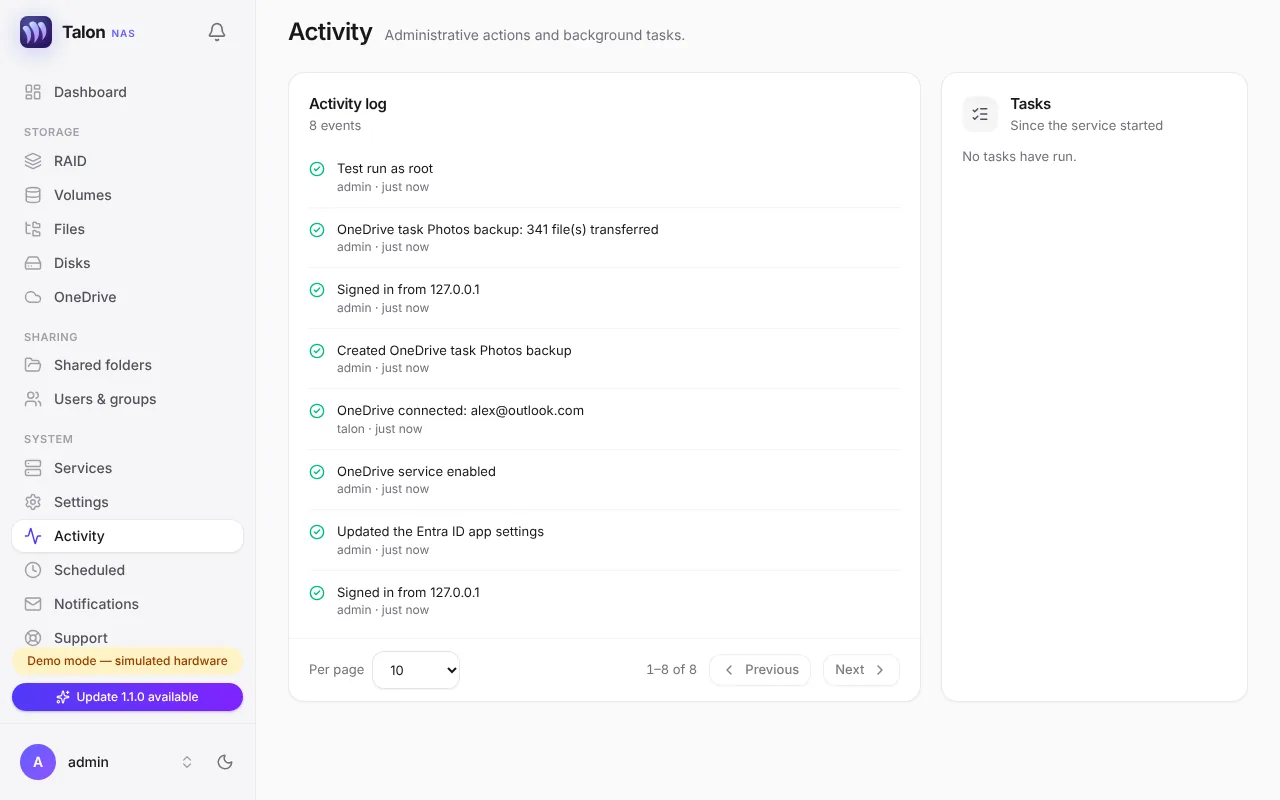 Talon NAS
Dashboard
STORAGE
RAID
Volumes
Files
Disks
OneDrive
SHARING
Shared folders
Users & groups
SYSTEM
Services
Settings
Activity
Scheduled
Notifications
Support
Demo mode — simulated hardware
Update 1.1.0 available
A admin
Activity Administrative actions and background tasks.
Activity log
8 events
Test run as root
admin · just now
OneDrive task Photos backup: 341 file(s) transferred
admin · just now
Signed in from 127.0.0.1
admin · just now
Created OneDrive task Photos backup
admin · just now
OneDrive connected: alex@outlook.com
talon · just now
OneDrive service enabled
admin · just now
Updated the Entra ID app settings
admin · just now
Signed in from 127.0.0.1
admin · just now
Per page 10 1–8 of 8 Previous Next
Tasks
Since the service started
No tasks have run.